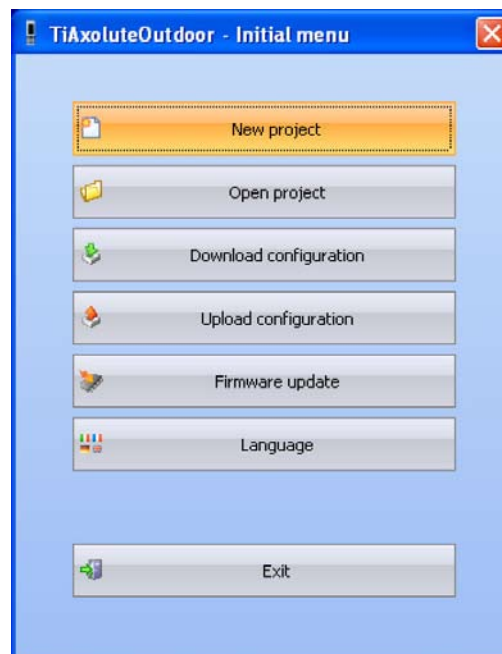 TiAxoluteOutdoor - Initial menu
New project
Open project
Download configuration
Upload configuration
Firmware update
Language
Exit